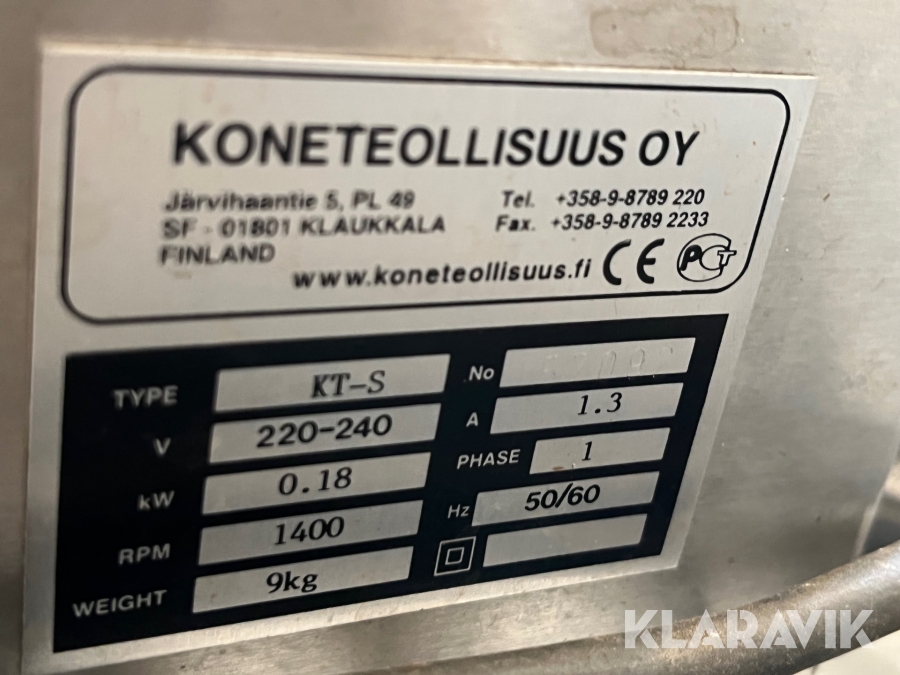 KONETEOLLISUUS OY
Järvihaantie 5, PL 49
SF - 01801 KLAUKKALA
FINLAND
Tel. +358-9-8789 220
Fax. +358-9-8789 2233
www.koneteollisuus.fi CE PCT
TYPE KT-S
V 220-240
kW 0.18
RPM 1400
WEIGHT 9kg
No
A 1.3
PHASE 1
Hz 50/60
KLARAVIK